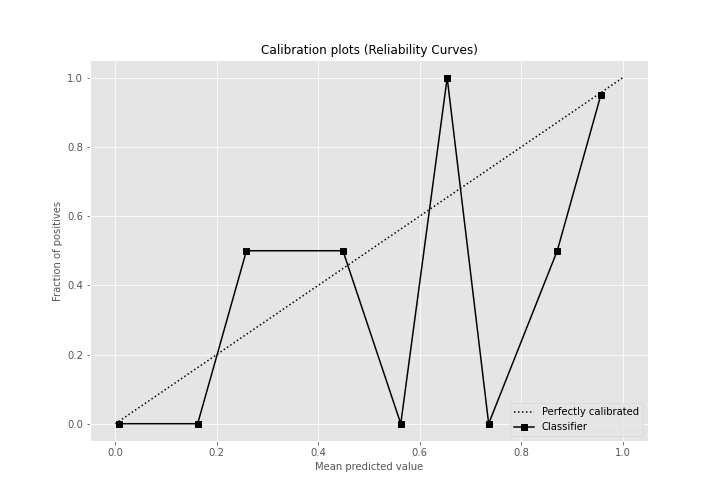 Calibration plots (Reliability Curves)
1.0
0.8
0.6
0.4
0.2
0.0
Fraction of positives
0.0 0.2 0.4 0.6 0.8 1.0
Mean predicted value
Perfectly calibrated
Classifier